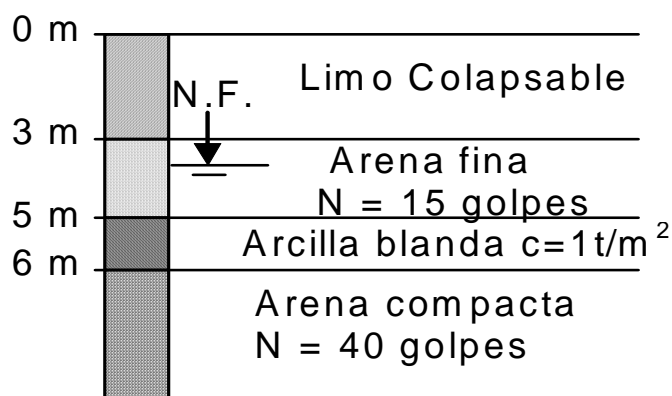 0 m
Limo Colapsable
N.F.
3 m
Arena fina
N = 15 golpes
5 m
Arcilla blanda c=1t/m²
6 m
Arena compacta
N = 40 golpes